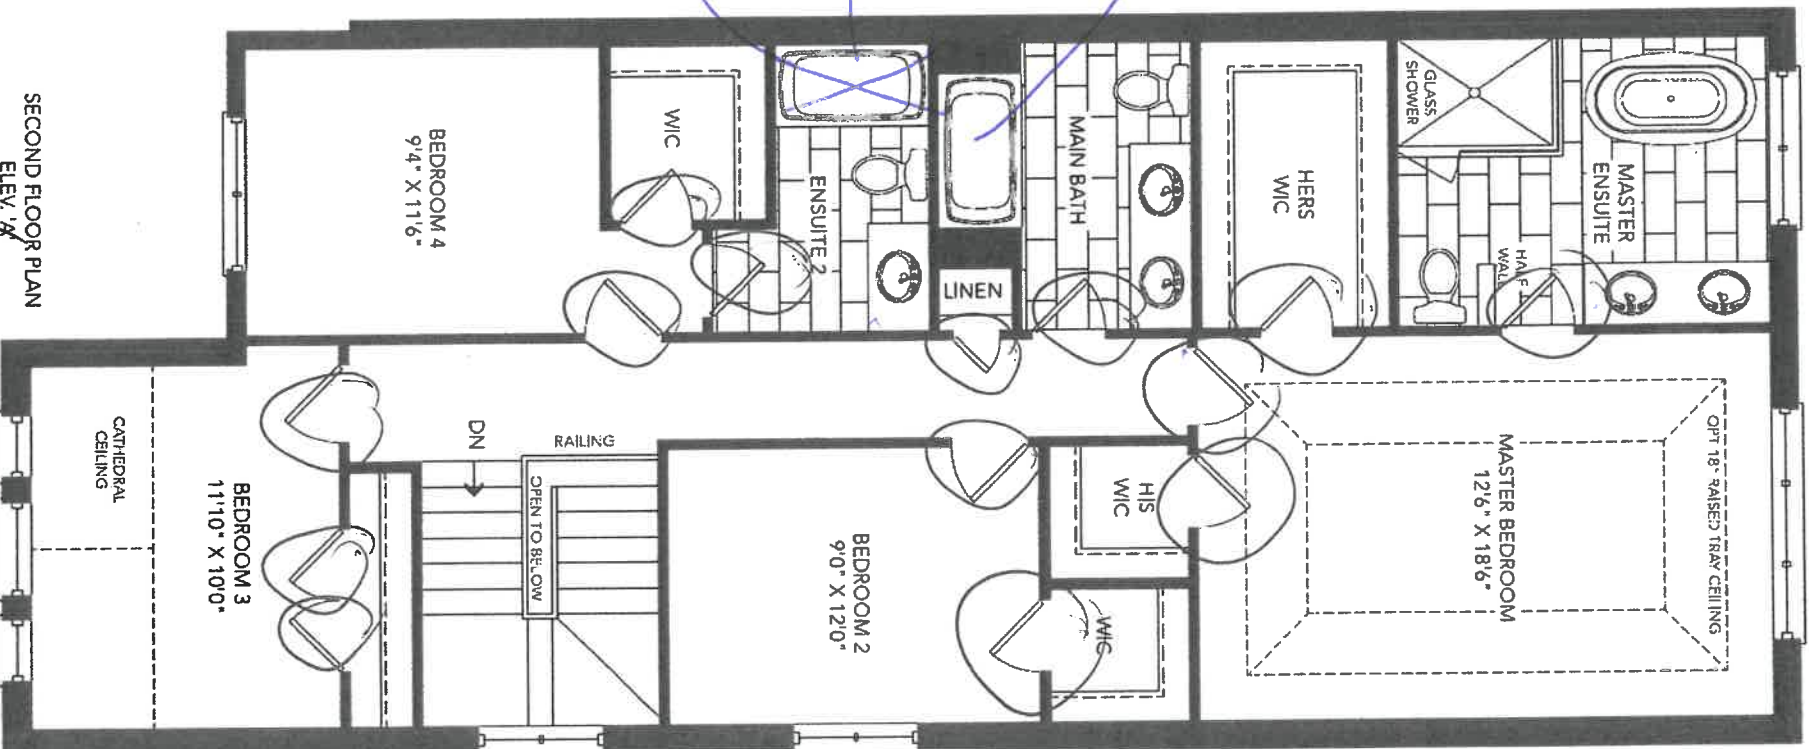 SECOND FLOOR PLAN
ELEV. 'A'
BEDROOM 4
9'4" X 11'6"
WIC
ENSUITE 2
LINEN
MAIN BATH
HERS
WIC
GLASS
SHOWER
MASTER
ENSUITE
HALF
WALL
CATHEDRAL
CEILING
BEDROOM 3
11'10" X 10'0"
DN
RAILING
OPEN TO BELOW
BEDROOM 2
9'0" X 12'0"
HIS
WIC
WIC
MASTER BEDROOM
12'6" X 18'6"
OPT 18" RAISED TRAY CEILING